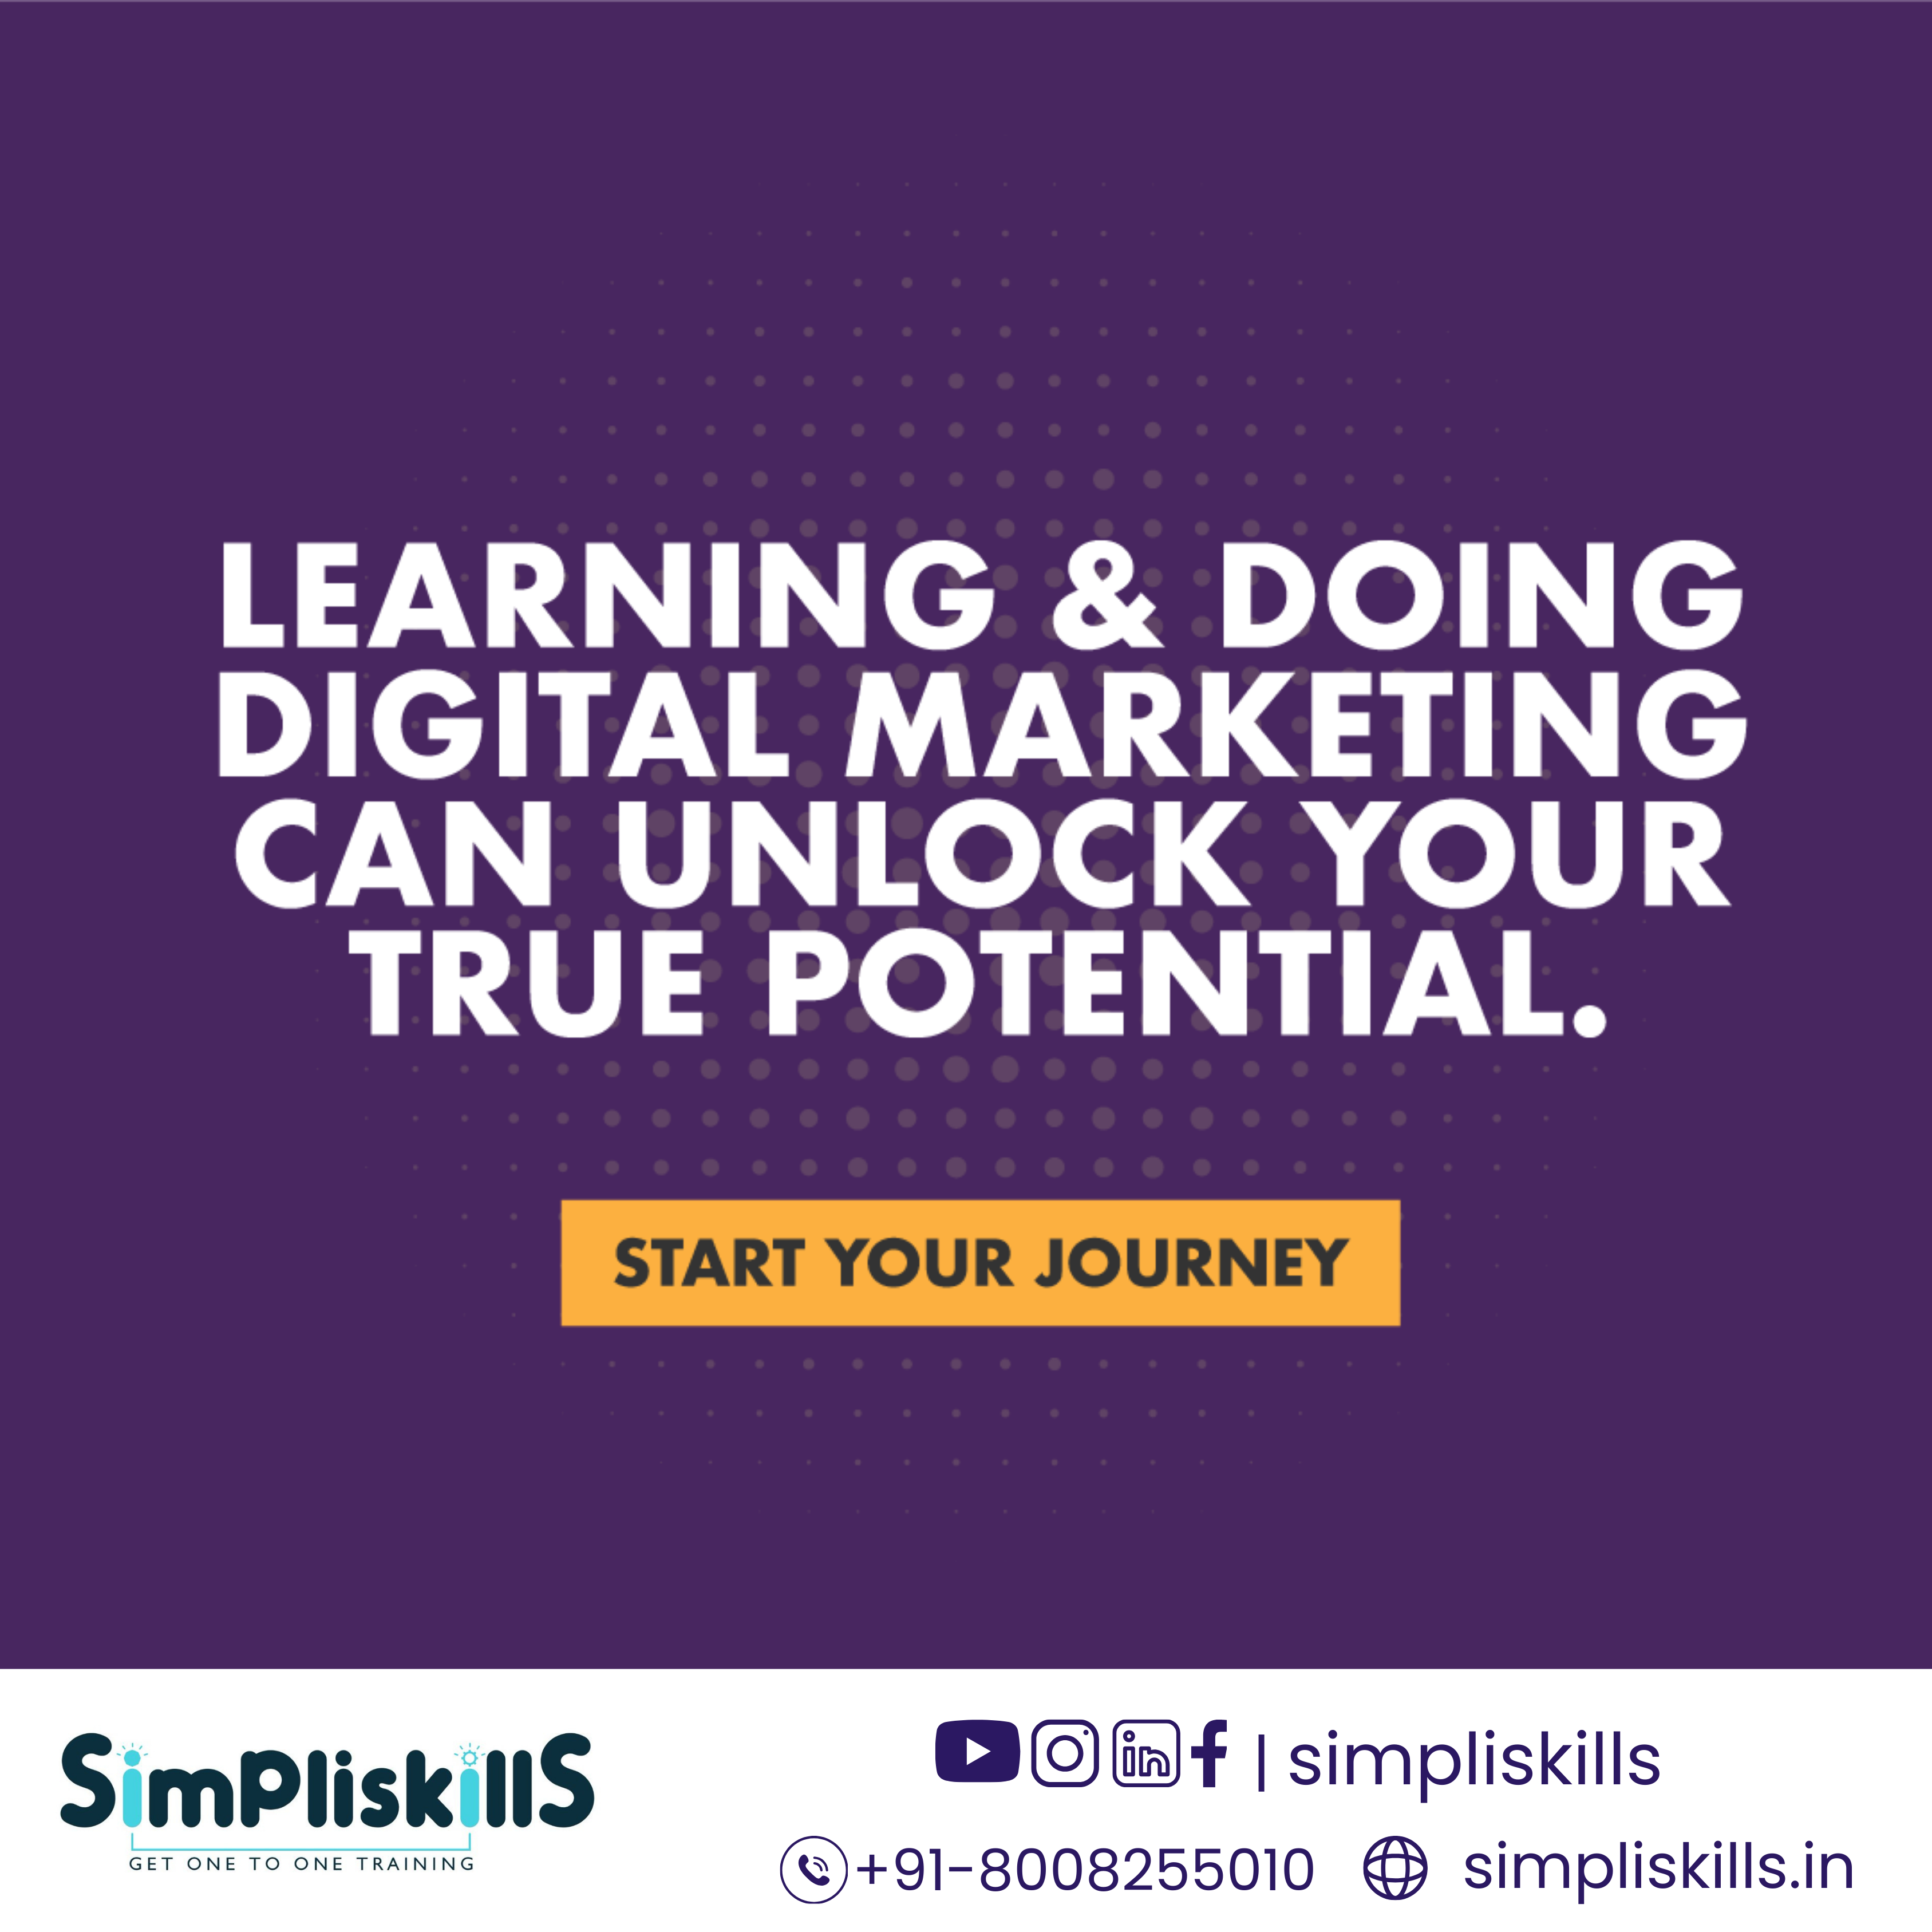 LEARNING & DOING
DIGITAL MARKETING
CAN UNLOCK YOUR
TRUE POTENTIAL.
START YOUR JOURNEY
SimPliskillS
GET ONE TO ONE TRAINING
| simpliskills
+91-8008255010 simpliskills.in